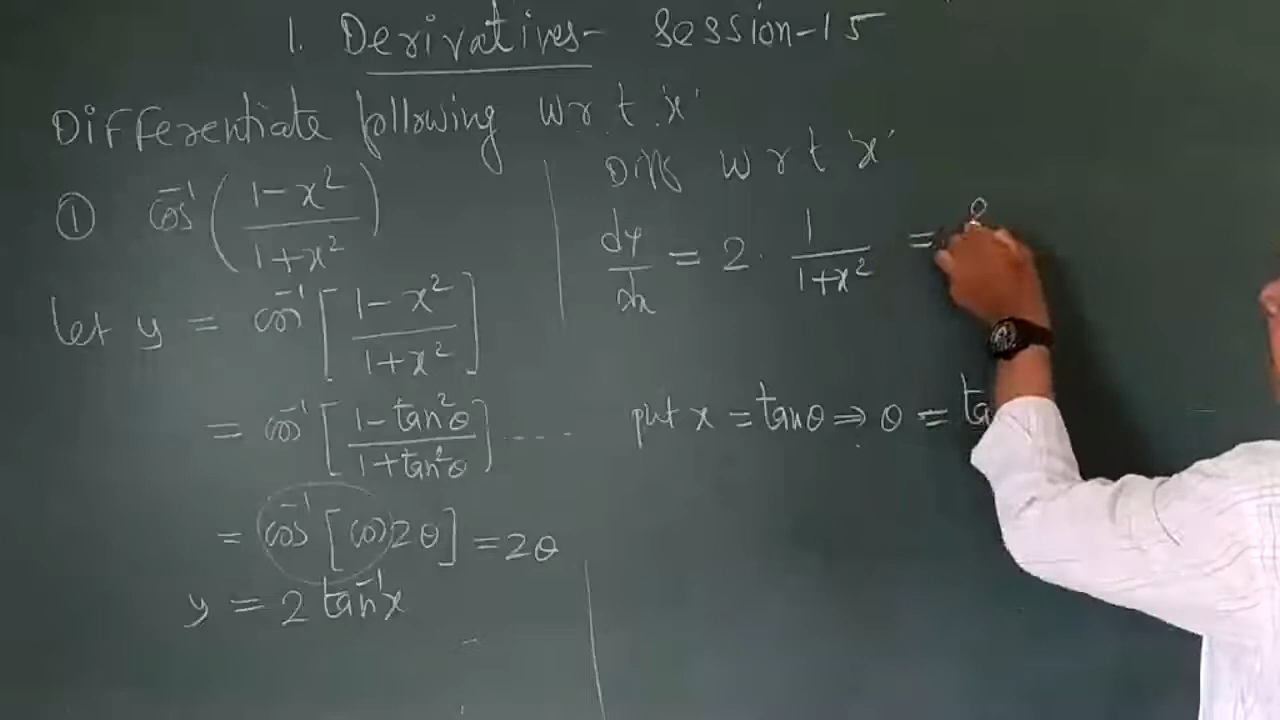 1. Derivatives- Session-15
Differentiate following w r t 'x'
① cos⁻¹((1-x²)/(1+x²))
let y = cos⁻¹[(1-x²)/(1+x²)]
= cos⁻¹[(1-tan²θ)/(1+tan²θ)] ....
= cos⁻¹[cos2θ] = 2θ
y = 2 tan⁻¹x
Diff w r t 'x'
dy/dx = 2. 1/(1+x²) =
put x = tanθ ⇒ θ =